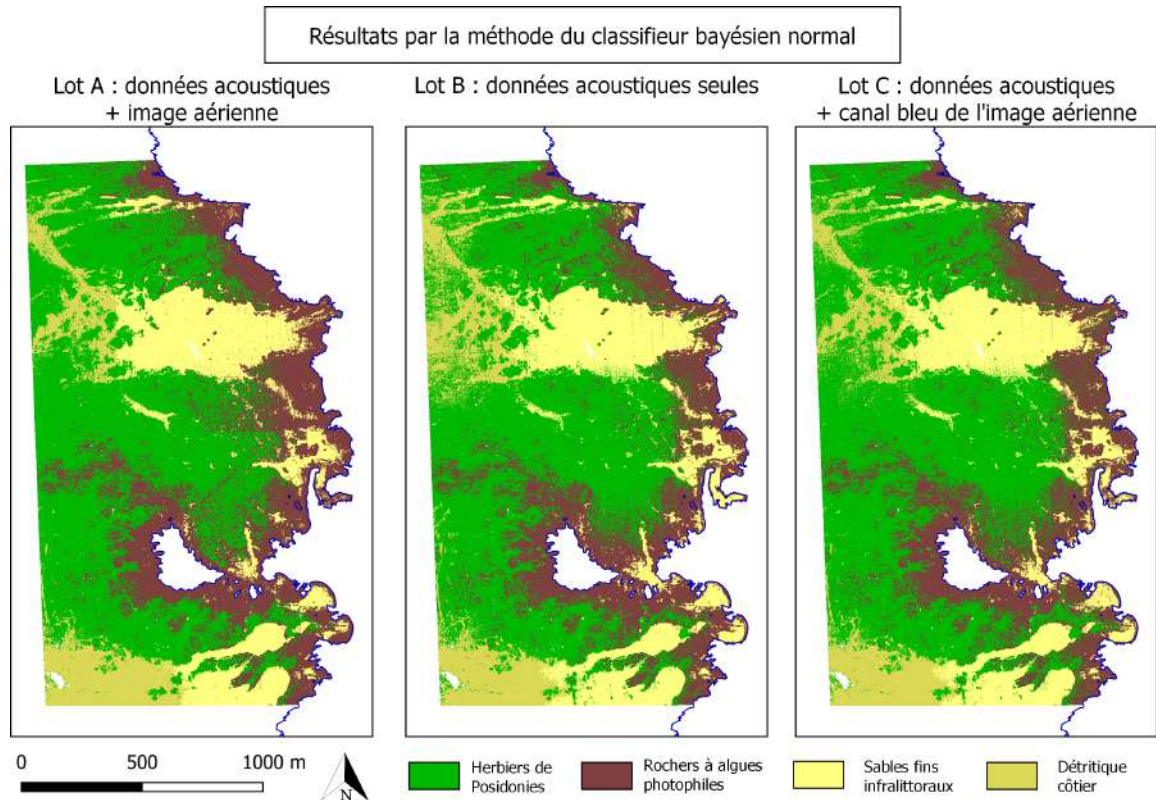 Résultats par la méthode du classifieur bayésien normal
Lot A : données acoustiques
+ image aérienne
Lot B : données acoustiques seules
Lot C : données acoustiques
+ canal bleu de l'image aérienne
0 500 1000 m
N
Herbiers de
Posidonies
Rochers à algues
photophiles
Sables fins
infralittoraux
Détritique
côtier